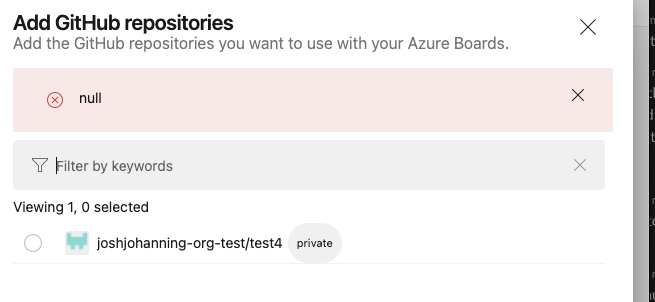 Add GitHub repositories
Add the GitHub repositories you want to use with your Azure Boards.
null
Filter by keywords
Viewing 1, 0 selected
joshjohanning-org-test/test4 private